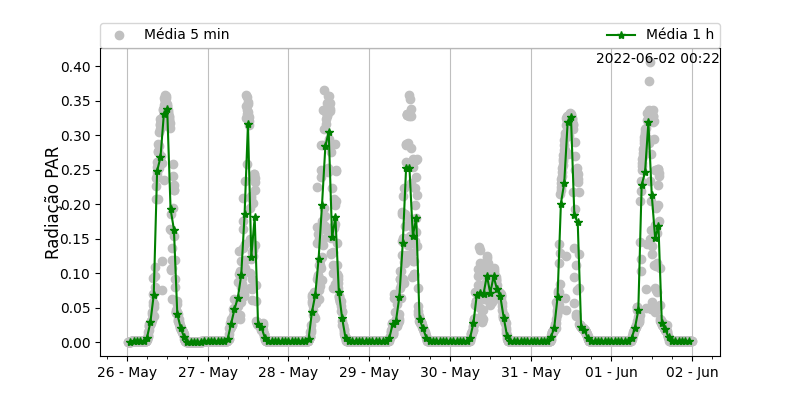 Média 5 min
Média 1 h
2022-06-02 00:22
Radiação PAR
0.40
0.35
0.30
0.25
0.20
0.15
0.10
0.05
0.00
26 - May
27 - May
28 - May
29 - May
30 - May
31 - May
01 - Jun
02 - Jun